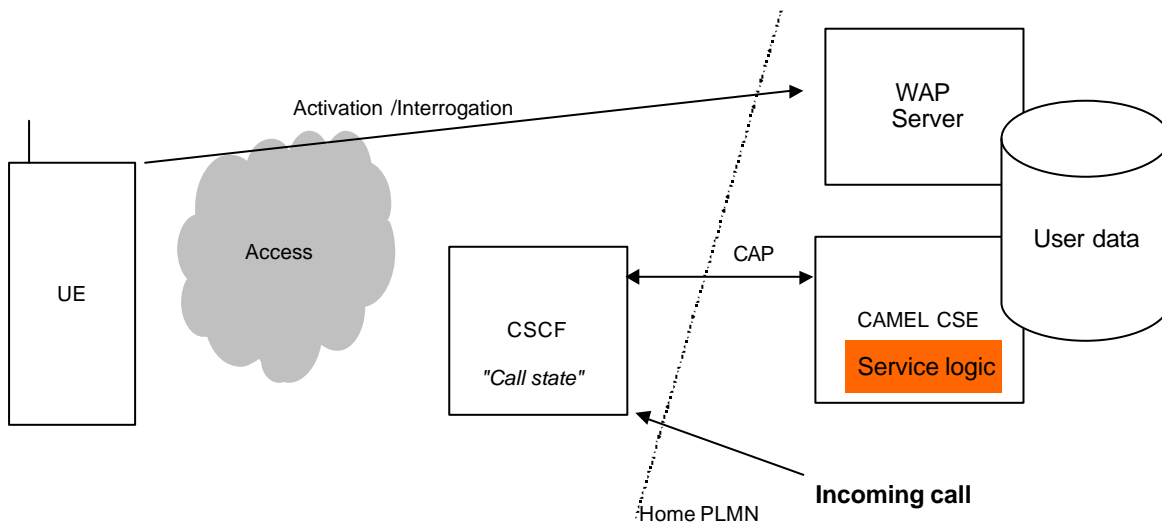 WAP
Server
Activation /Interrogation
User data
Access
CAP
UE
CSCF
"Call state"
CAMEL CSE
Service logic
Incoming call
Home PLMN